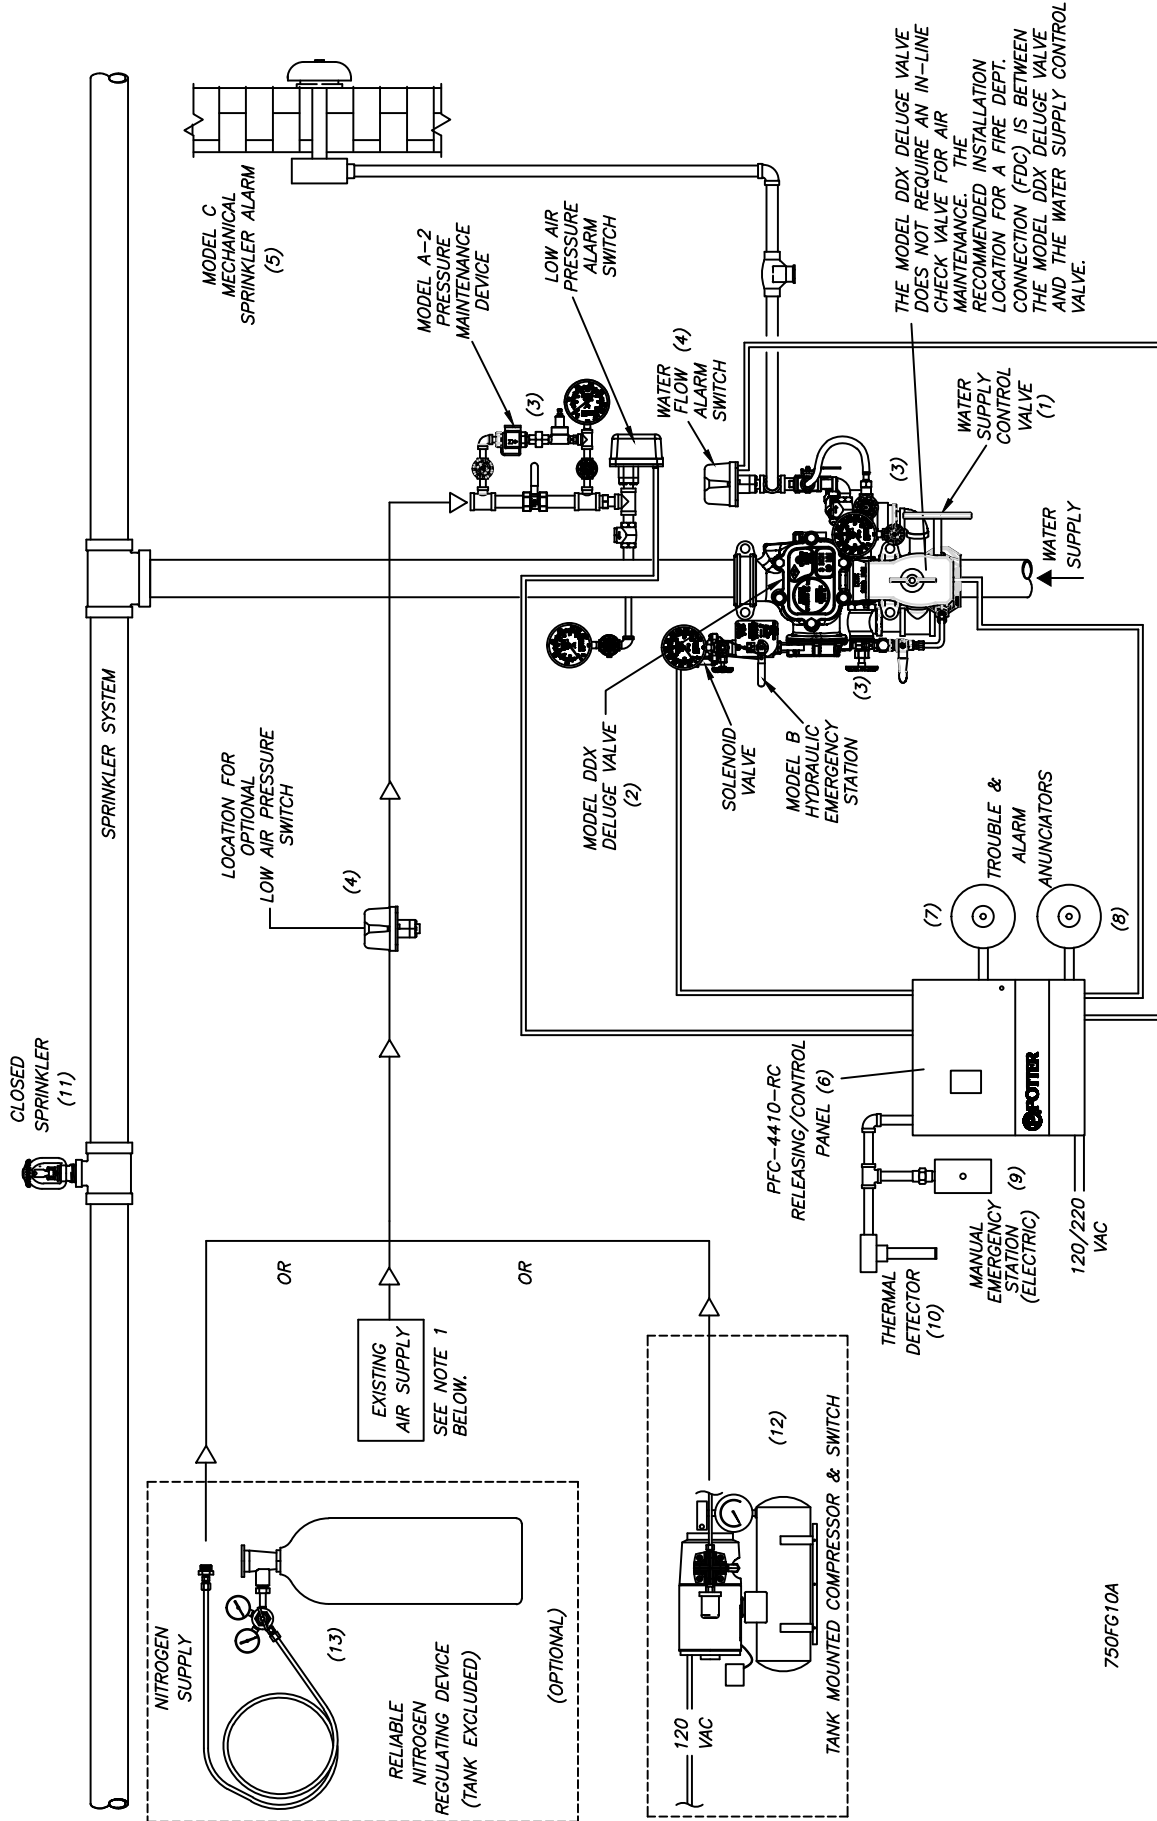 CLOSED
SPRINKLER
(11)
SPRINKLER SYSTEM
MODEL C
MECHANICAL
SPRINKLER ALARM
(5)
MODEL A-2
PRESSURE
MAINTENANCE
DEVICE
(3)
LOW AIR
PRESSURE
ALARM
SWITCH
WATER
FLOW (4)
ALARM
SWITCH
THE MODEL DDX DELUGE VALVE
DOES NOT REQUIRE AN IN-LINE
CHECK VALVE FOR AIR
MAINTENANCE. THE
RECOMMENDED INSTALLATION
LOCATION FOR A FIRE DEPT.
CONNECTION (FDC) IS BETWEEN
THE MODEL DDX DELUGE VALVE
AND THE WATER SUPPLY CONTROL
VALVE.
WATER
SUPPLY
CONTROL
VALVE
(1)
(3)
WATER
SUPPLY
(3)
LOCATION FOR
OPTIONAL
LOW AIR PRESSURE
SWITCH
(4)
MODEL DDX
DELUGE VALVE
(2)
SOLENOID
VALVE
MODEL B
HYDRAULIC
EMERGENCY
STATION
TROUBLE &
ALARM
ANUNCIATORS
(7)
(8)
PFC-4410-RC
RELEASING/CONTROL
PANEL (6)
POTTER
MANUAL
EMERGENCY
STATION
(ELECTRIC)
(9)
THERMAL
DETECTOR
(10)
120/220
VAC
OR
OR
EXISTING
AIR SUPPLY
SEE NOTE 1
BELOW.
NITROGEN
SUPPLY
(13)
RELIABLE
NITROGEN
REGULATING DEVICE
(TANK EXCLUDED)
(OPTIONAL)
120
VAC
(12)
TANK MOUNTED COMPRESSOR & SWITCH
750FG10A